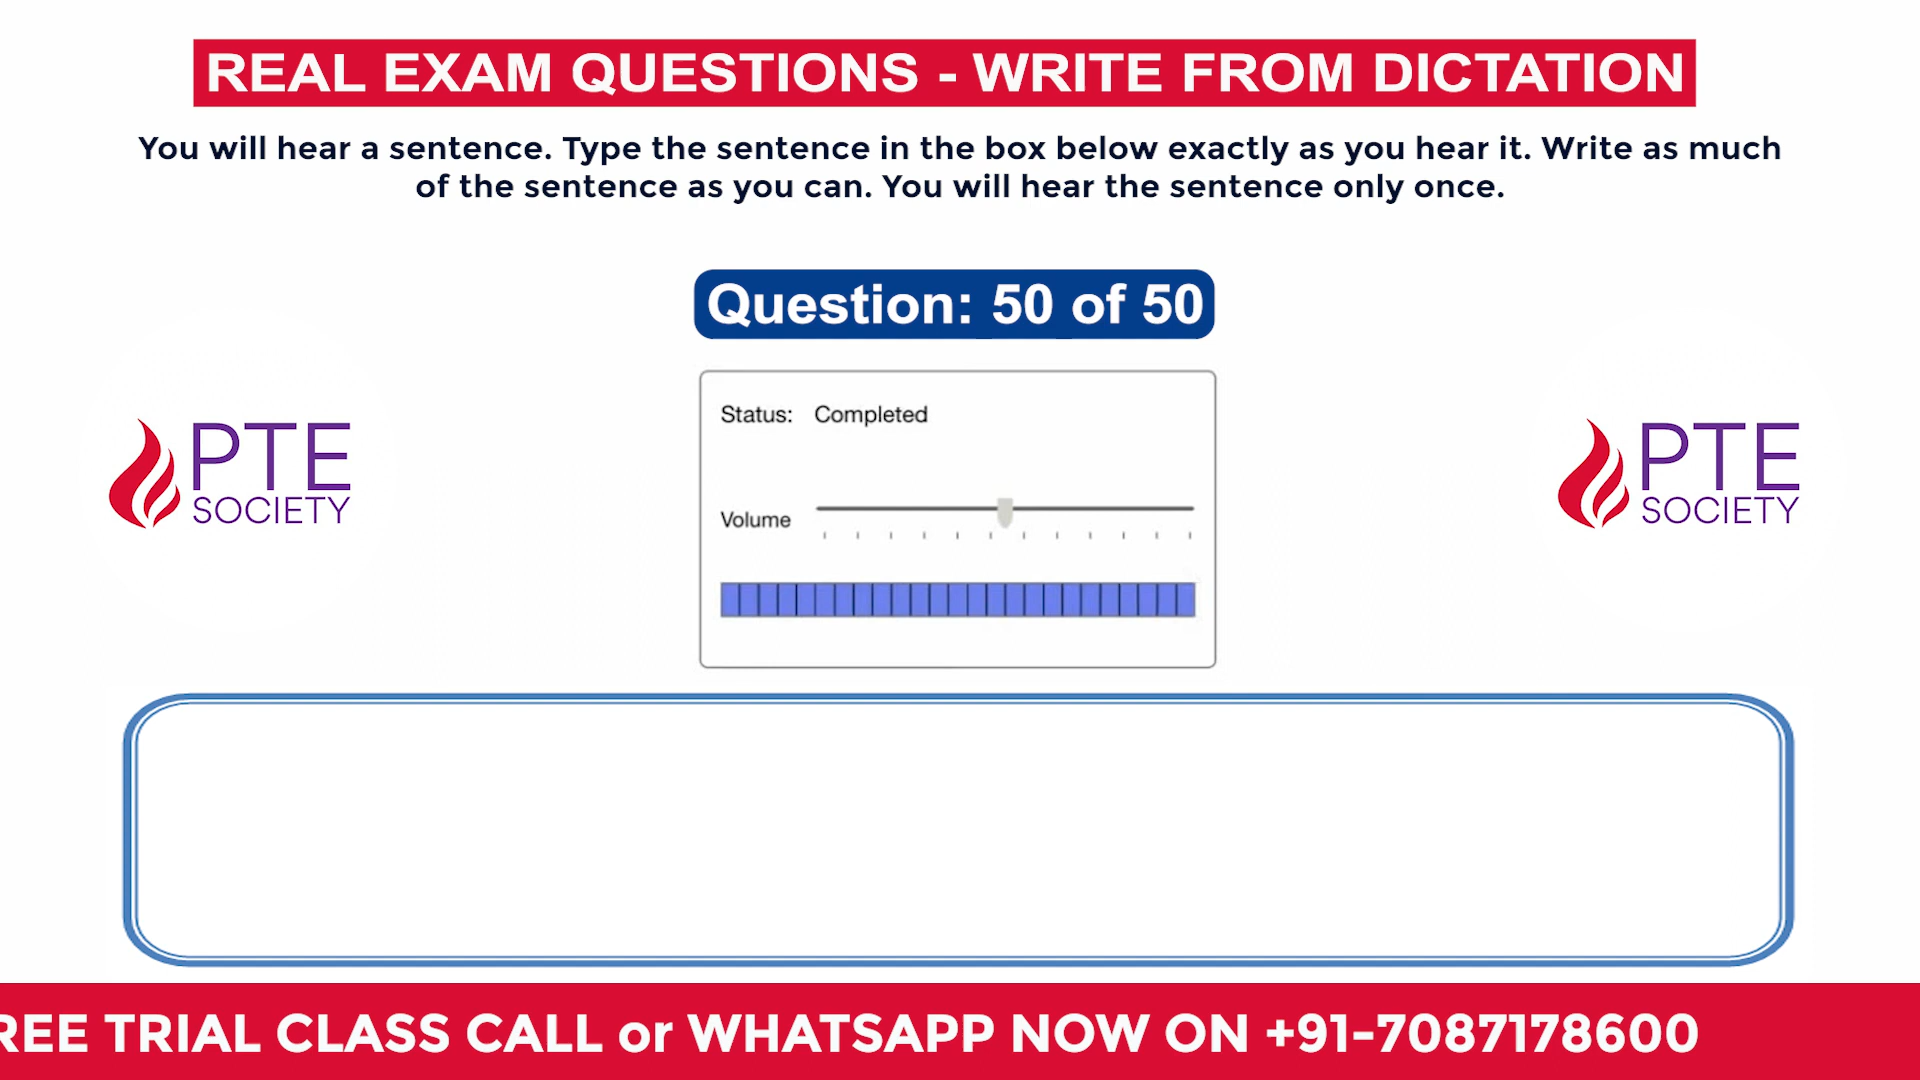 REAL EXAM QUESTIONS - WRITE FROM DICTATION
You will hear a sentence. Type the sentence in the box below exactly as you hear it. Write as much
of the sentence as you can. You will hear the sentence only once.
Question: 50 of 50
Status: Completed
PTE
SOCIETY
Volume
PTE
SOCIETY
REE TRIAL CLASS CALL or WHATSAPP NOW ON +91-7087178600